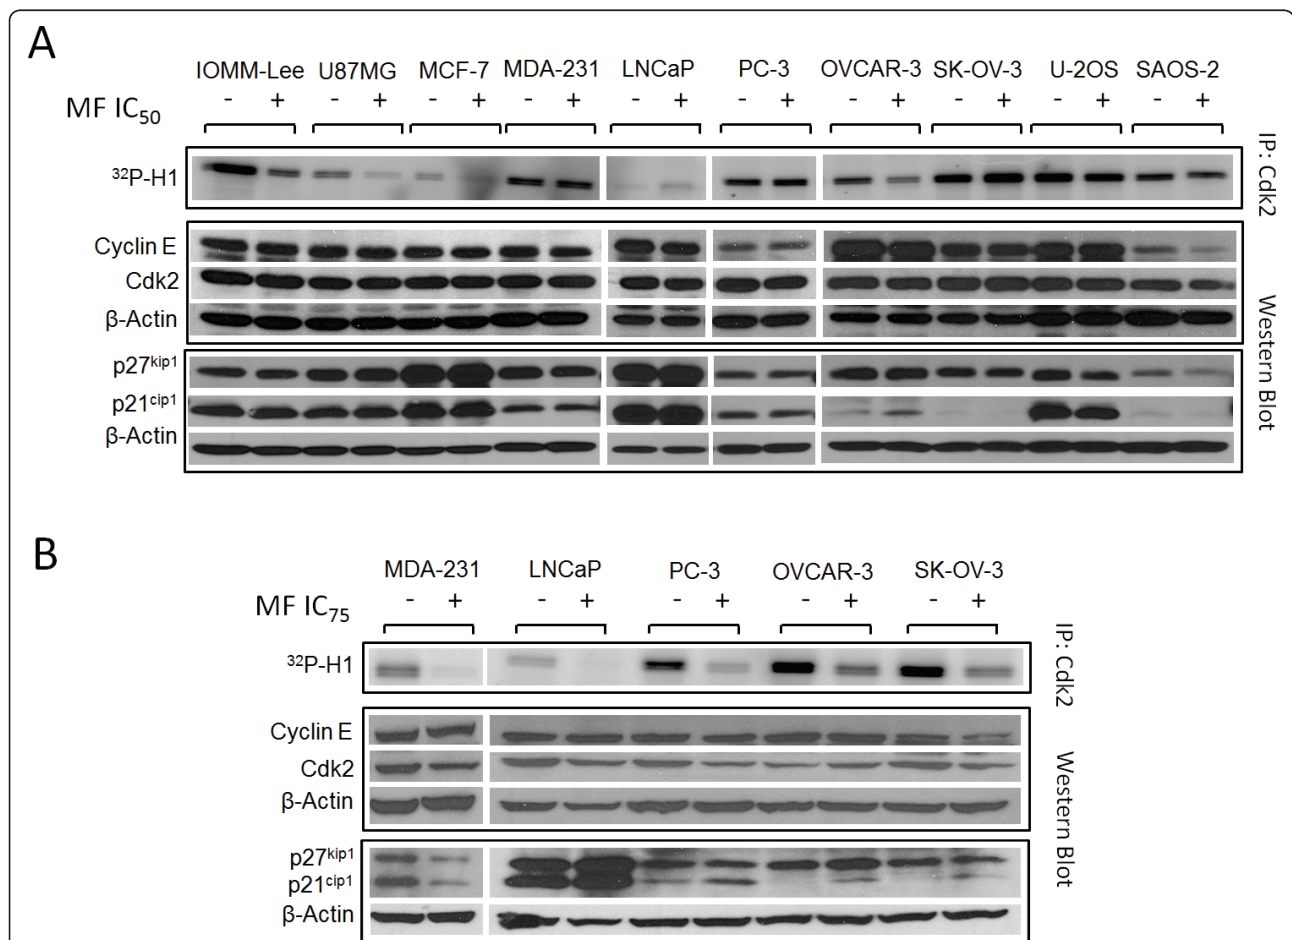 A
IOMM-Lee U87MG MCF-7 MDA-231 LNCaP PC-3 OVCAR-3 SK-OV-3 U-2OS SAOS-2
MF IC50 - + - + - + - + - + - + - + - + - + - +
32P-H1
IP: Cdk2
Cyclin E
Cdk2
β-Actin
p27kip1
p21cip1
β-Actin
Western Blot
B
MDA-231 LNCaP PC-3 OVCAR-3 SK-OV-3
MF IC75 - + - + - + - + - +
32P-H1
IP: Cdk2
Cyclin E
Cdk2
β-Actin
p27kip1
p21cip1
β-Actin
Western Blot